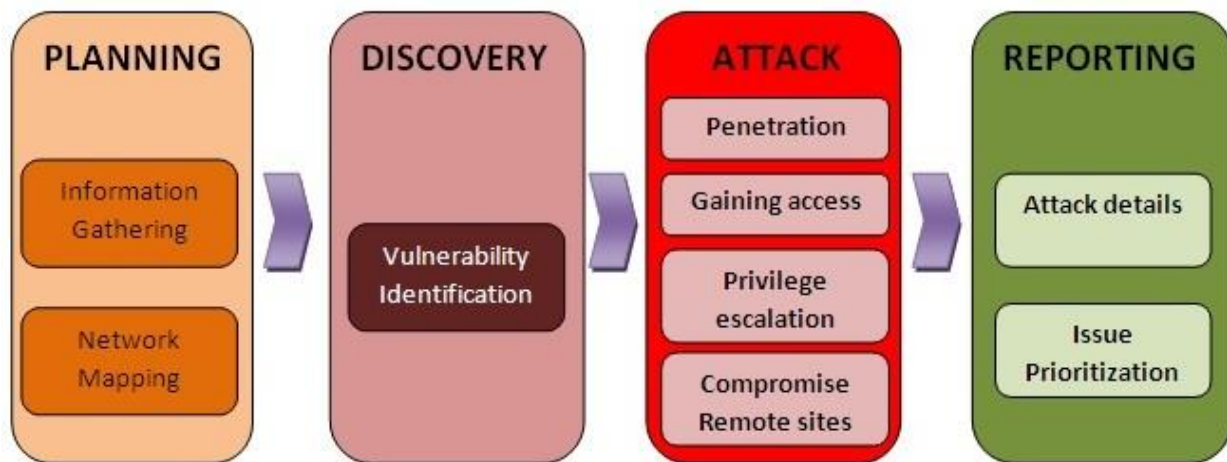 PLANNING
Information
Gathering
Network
Mapping
DISCOVERY
Vulnerability
Identification
ATTACK
Penetration
Gaining access
Privilege
escalation
Compromise
Remote sites
REPORTING
Attack details
Issue
Prioritization